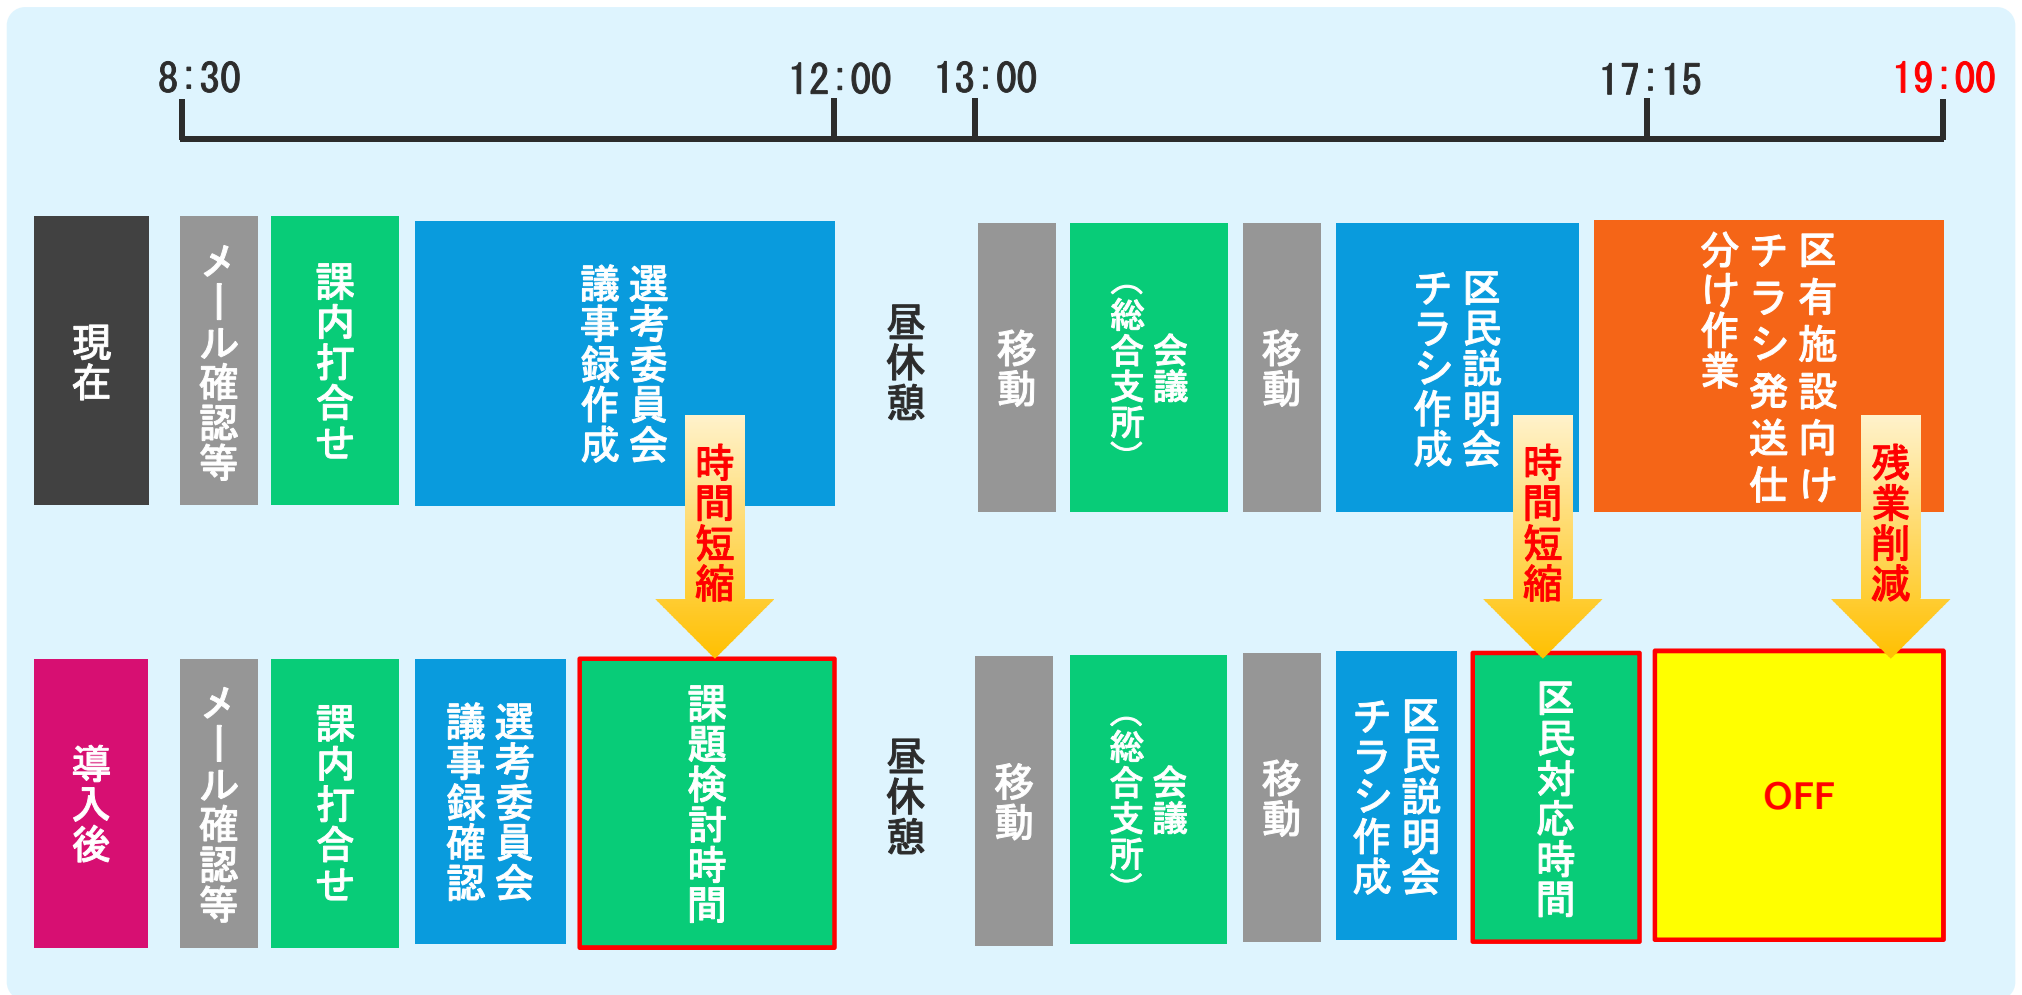 8:30
12:00
13:00
17:15
19:00
現在
メール確認等
課内打合せ
選考委員会
議事録作成
昼休憩
移動
会議
（総合支所）
移動
区民説明会
チラシ作成
区有施設向け
チラシ発送仕
分け作業
時間短縮
時間短縮
残業削減
導入後
メール確認等
課内打合せ
選考委員会
議事録確認
課題検討時間
昼休憩
移動
会議
（総合支所）
移動
区民説明会
チラシ作成
区民対応時間
OFF